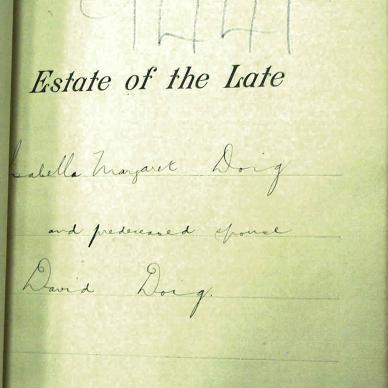 Estate of the Late
Isabella Margaret Doig
and predeceased spouse
David Doig.